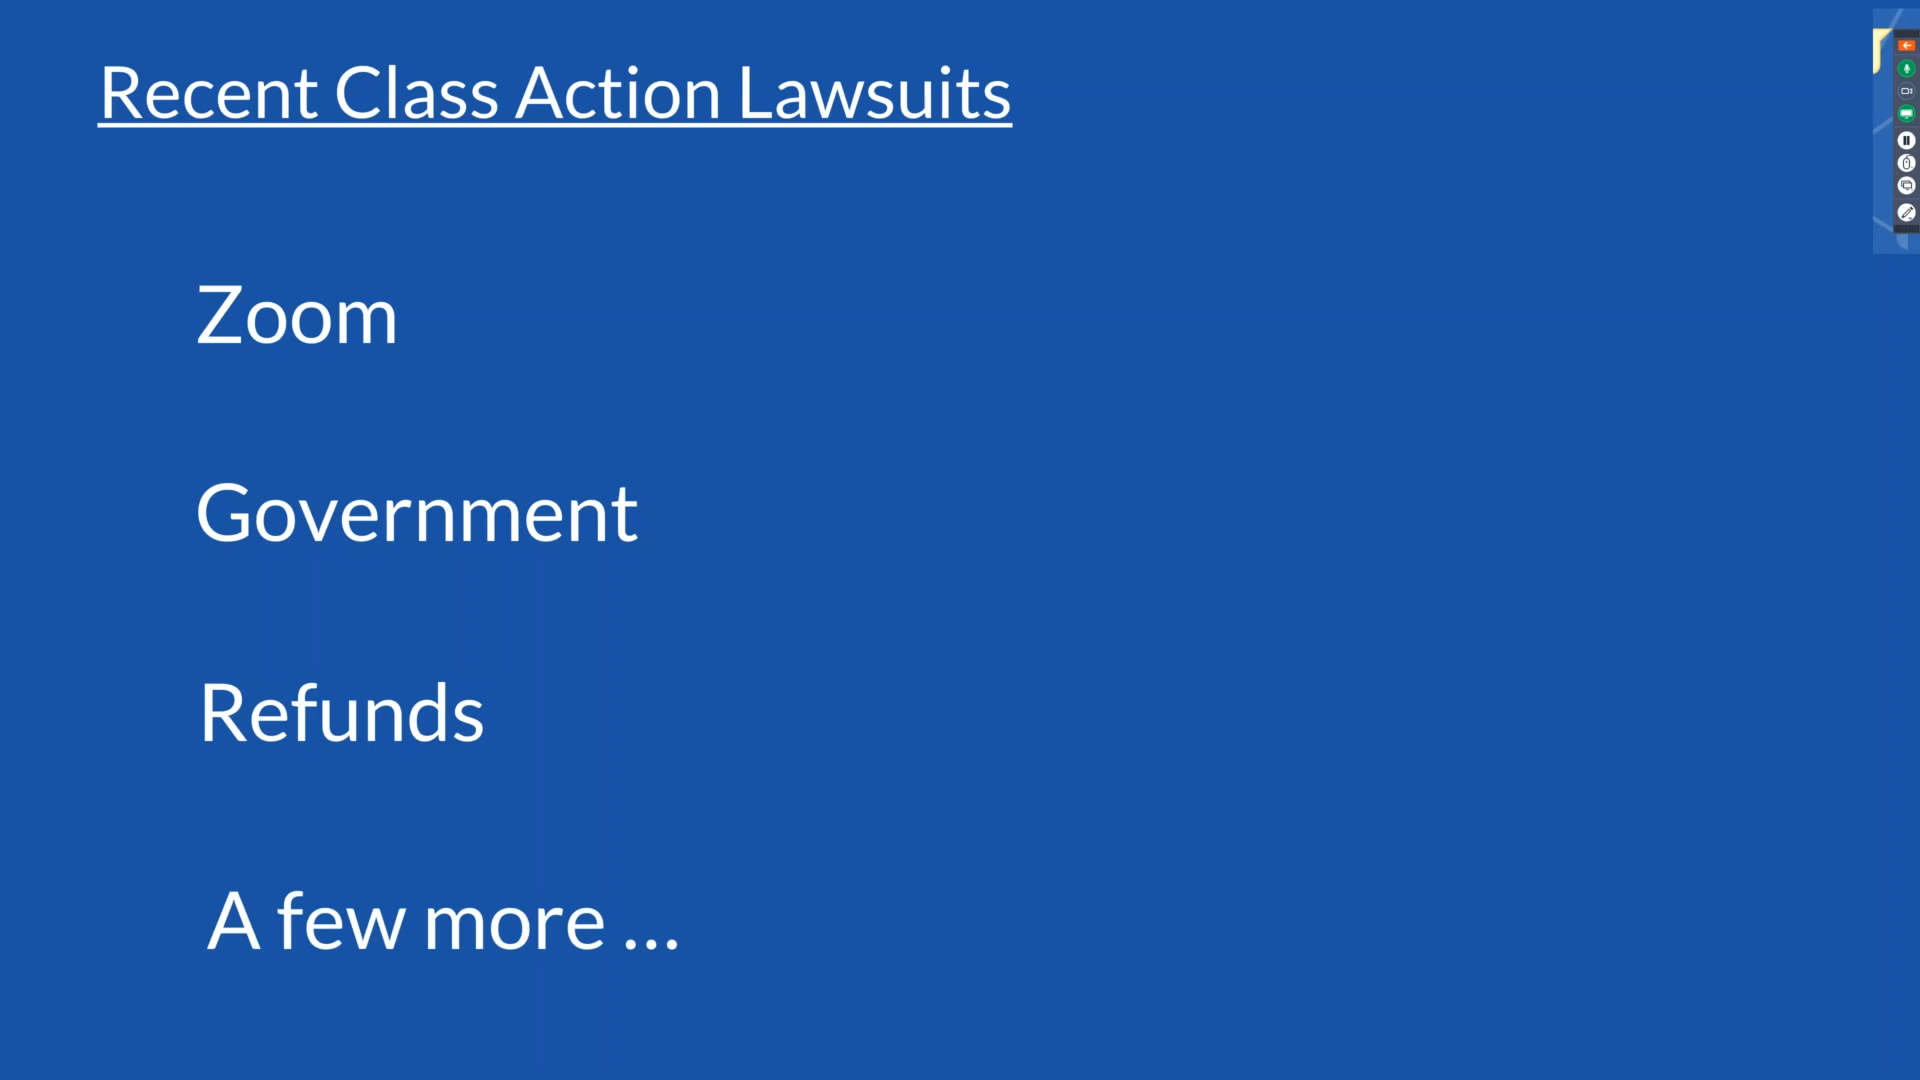 Recent Class Action Lawsuits
Zoom
Government
Refunds
A few more ...